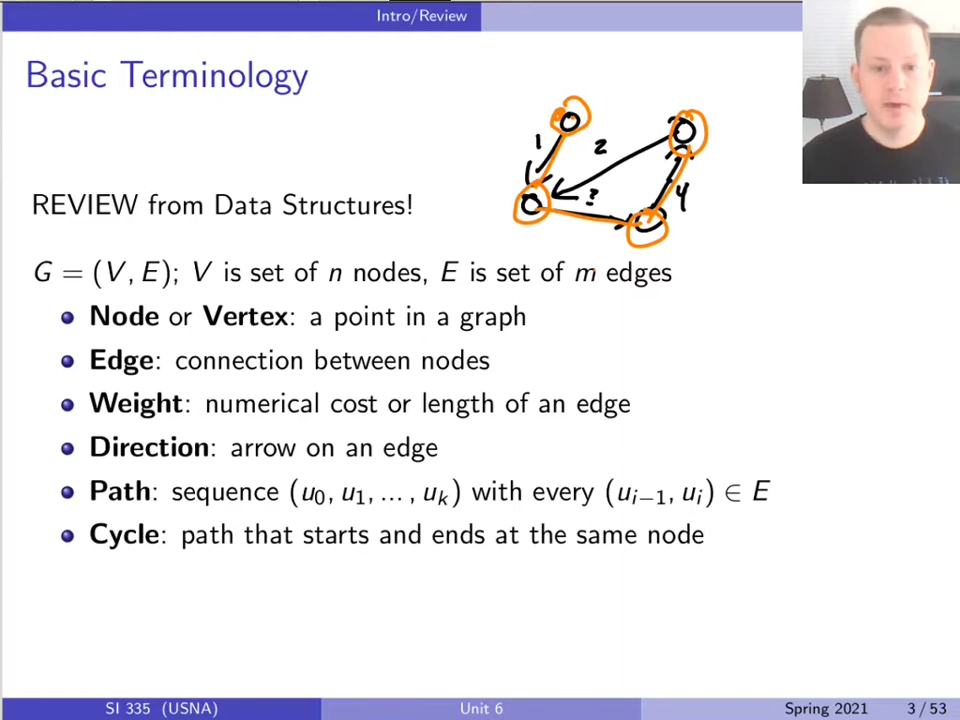 Intro/Review
Basic Terminology
1
2
?
4
REVIEW from Data Structures!
G = (V, E); V is set of n nodes, E is set of m edges
Node or Vertex: a point in a graph
Edge: connection between nodes
Weight: numerical cost or length of an edge
Direction: arrow on an edge
Path: sequence (u₀, u₁, ... , uₖ) with every (uᵢ₋₁, uᵢ) ∈ E
Cycle: path that starts and ends at the same node
SI 335 (USNA) Unit 6 Spring 2021 3 / 53